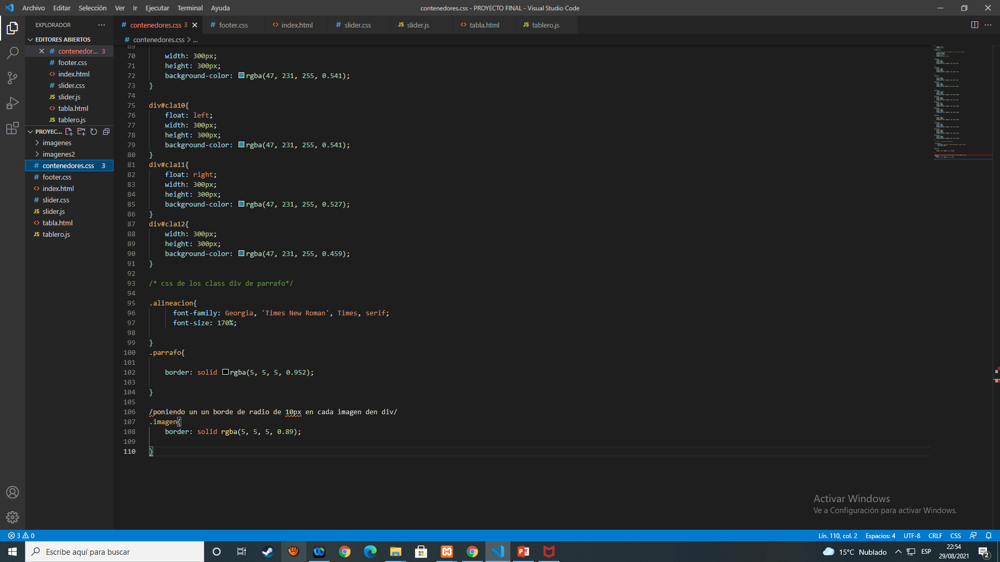 Archivo Editar Selección Ver Ir Ejecutar Terminal Ayuda
contenedores.css - PROYECTO FINAL - Visual Studio Code
EXPLORADOR
EDITORES ABIERTOS
contenedor... 3
footer.css
index.html
slider.css
JS slider.js
tabla.html
JS tablero.js
PROYEC...
imagenes
imagenes2
# contenedores.css 3
# footer.css
<> index.html
# slider.css
JS slider.js
<> tabla.html
JS tablero.js
# contenedores.css 3 # footer.css <> index.html # slider.css JS slider.js <> tabla.html JS tablero.js
# contenedores.css > ...
69
70 width: 300px;
71 height: 300px;
72 background-color: rgba(47, 231, 255, 0.541);
73 }
74
75 div#cla10{
76 float: left;
77 width: 300px;
78 height: 300px;
79 background-color: rgba(47, 231, 255, 0.541);
80 }
81 div#cla11{
82 float: right;
83 width: 300px;
84 height: 300px;
85 background-color: rgba(47, 231, 255, 0.527);
86 }
87 div#cla12{
88 width: 300px;
89 height: 300px;
90 background-color: rgba(47, 231, 255, 0.459);
91 }
92
93 /* css de los class div de parrafo*/
94
95 .alineacion{
96 font-family: Georgia, 'Times New Roman', Times, serif;
97 font-size: 170%;
98
99 }
100 .parrafo{
101
102 border: solid rgba(5, 5, 5, 0.952);
103
104 }
105
106 /poniendo un un borde de radio de 10px en cada imagen den div/
107 .imagen{
108 border: solid rgba(5, 5, 5, 0.89);
109
110 }
Activar Windows
Ve a Configuración para activar Windows.
3 0
Lín. 110, col. 2 Espacios: 4 UTF-8 CRLF CSS
Escribe aquí para buscar
15°C Nublado ESP
22:54
29/08/2021
2